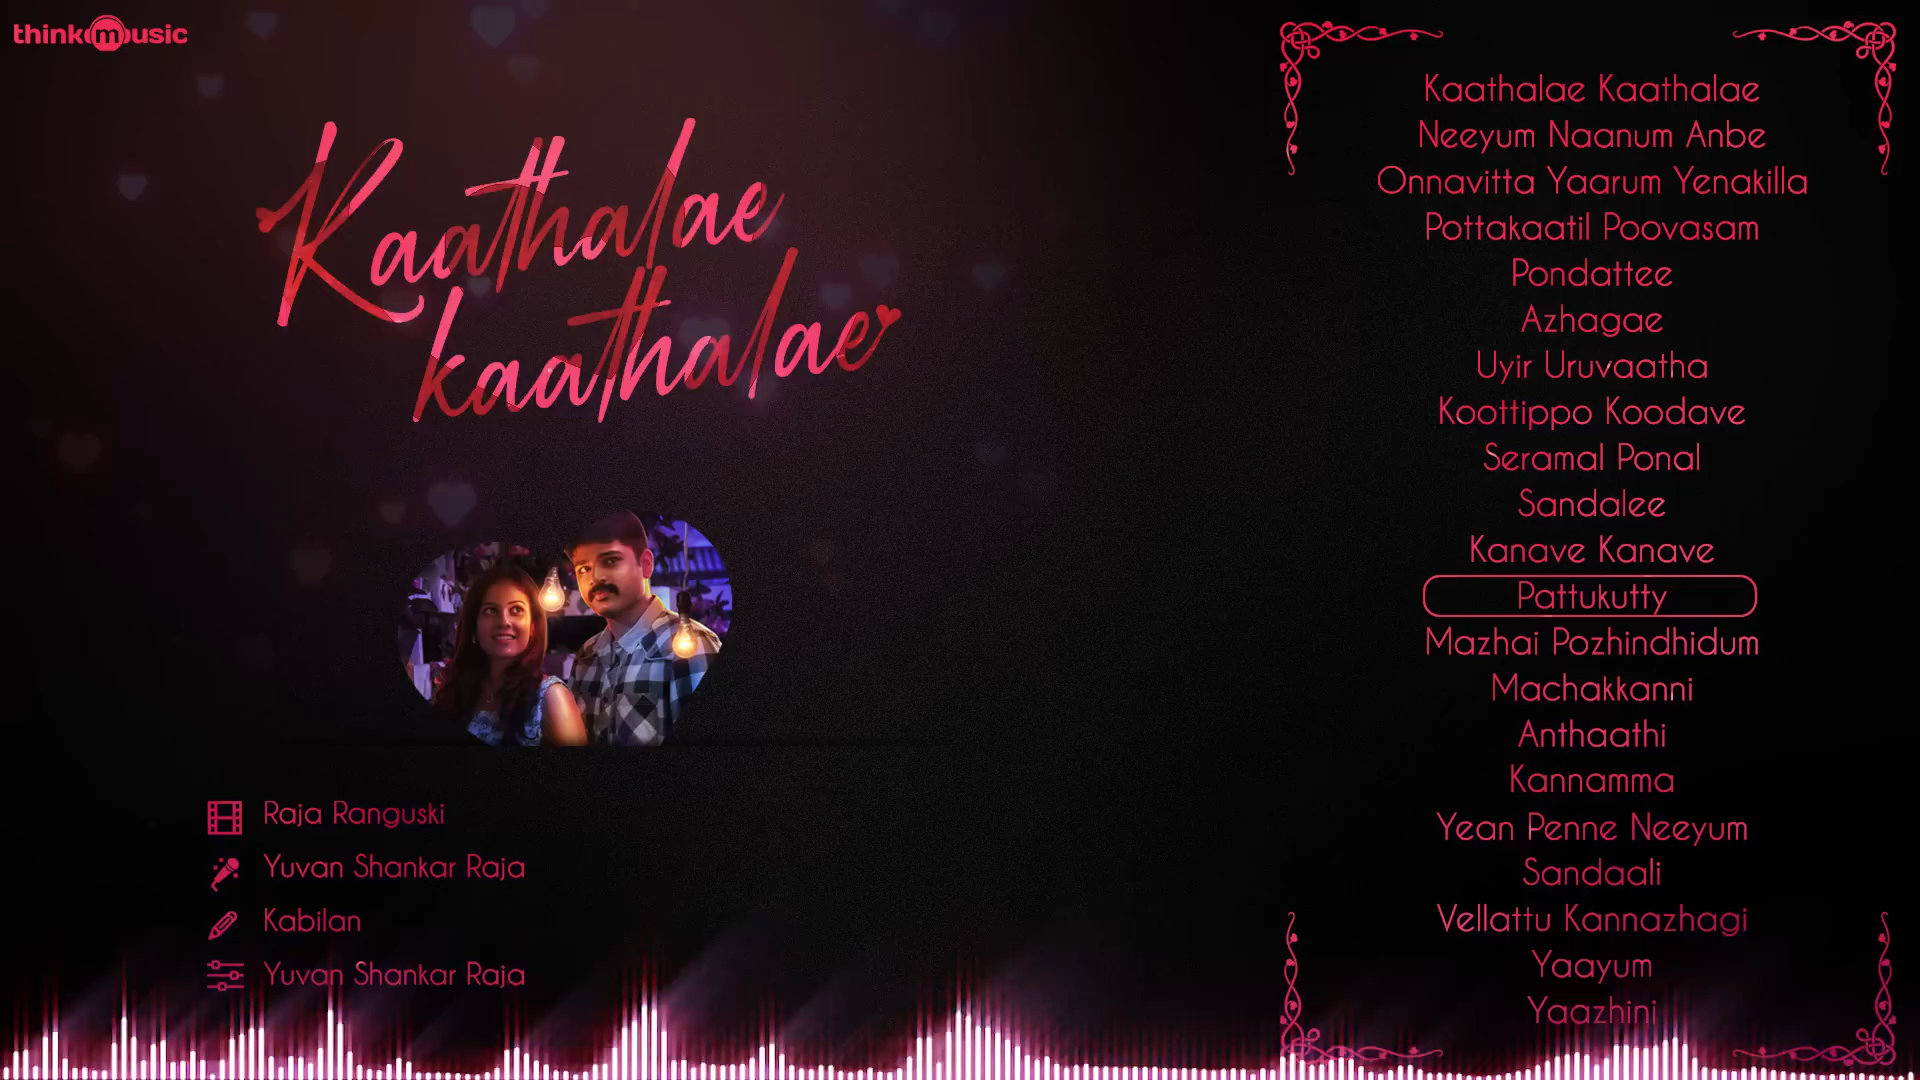 thinkmusic
Kaathalae
kaathalae
Raja Ranguski
Yuvan Shankar Raja
Kabilan
Yuvan Shankar Raja
Kaathalae Kaathalae
Neeyum Naanum Anbe
Onnavitta Yaarum Yenakilla
Pottakaatil Poovasam
Pondattee
Azhagae
Uyir Uruvaatha
Koottippo Koodave
Seramal Ponal
Sandalee
Kanave Kanave
Pattukutty
Mazhai Pozhindhidum
Machakkanni
Anthaathi
Kannamma
Yean Penne Neeyum
Sandaali
Vellattu Kannazhagi
Yaayum
Yaazhini